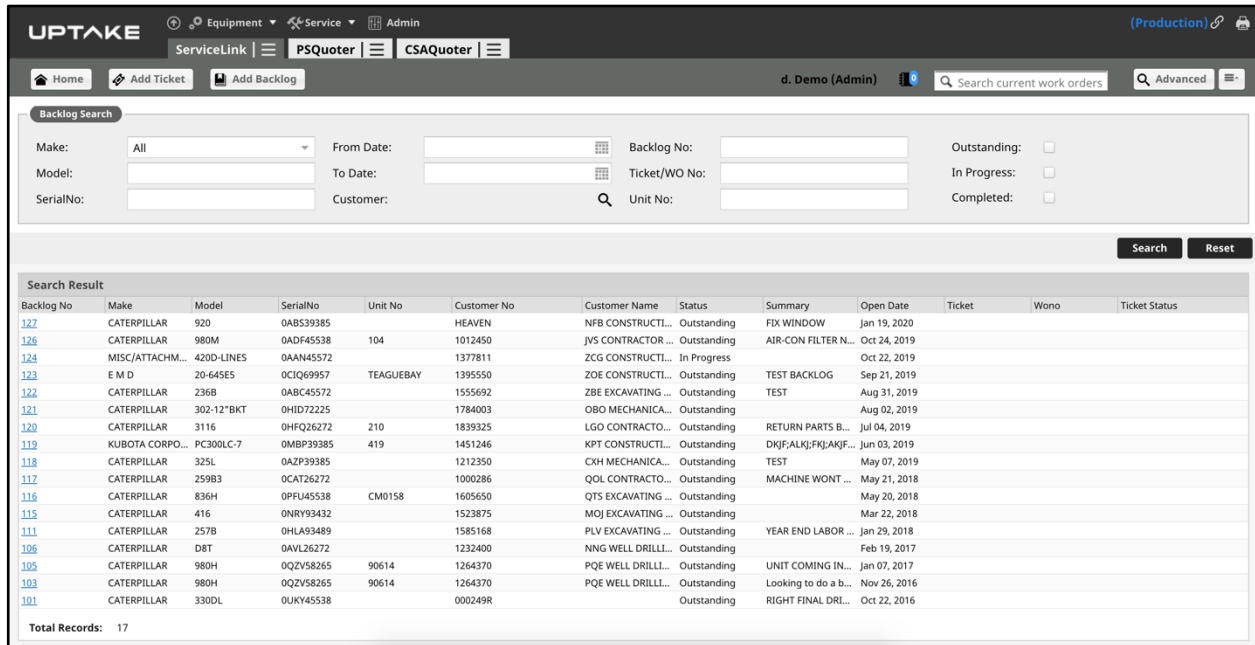 UPTAKE Equipment Service Admin (Production)
ServiceLink PSQuoter CSAQuoter
Home Add Ticket Add Backlog d. Demo (Admin) 0 Search current work orders Advanced
Backlog Search
Make: All From Date: Backlog No: Outstanding:
Model: To Date: Ticket/WO No: In Progress:
SerialNo: Customer: Unit No: Completed:
Search Reset
Search Result
Backlog No Make Model SerialNo Unit No Customer No Customer Name Status Summary Open Date Ticket Wono Ticket Status
127 CATERPILLAR 920 0ABS39385 HEAVEN NFB CONSTRUCTI... Outstanding FIX WINDOW Jan 19, 2020
126 CATERPILLAR 980M 0ADF45538 104 1012450 JVS CONTRACTOR ... Outstanding AIR-CON FILTER N... Oct 24, 2019
124 MISC/ATTACHM... 420D-LINES 0AAN45572 1377811 ZCG CONSTRUCTI... In Progress Oct 22, 2019
123 E M D 20-645E5 0CIQ69957 TEAGUEBAY 1395550 ZOE CONSTRUCTI... Outstanding TEST BACKLOG Sep 21, 2019
122 CATERPILLAR 236B 0ABC45572 1555692 ZBE EXCAVATING ... Outstanding TEST Aug 31, 2019
121 CATERPILLAR 302-12"BKT 0HID72225 1784003 OBO MECHANICA... Outstanding Aug 02, 2019
120 CATERPILLAR 3116 0HFQ26272 210 1839325 LGO CONTRACTO... Outstanding RETURN PARTS B... Jul 04, 2019
119 KUBOTA CORPO... PC300LC-7 0MBP39385 419 1451246 KPT CONSTRUCTI... Outstanding DKJF;ALKJ;FKJ;AKJF... Jun 03, 2019
118 CATERPILLAR 325L 0AZP39385 1212350 CXH MECHANICA... Outstanding TEST May 07, 2019
117 CATERPILLAR 259B3 0CAT26272 1000286 QOL CONTRACTO... Outstanding MACHINE WONT ... May 21, 2018
116 CATERPILLAR 836H 0PFU45538 CM0158 1605650 QTS EXCAVATING ... Outstanding May 20, 2018
115 CATERPILLAR 416 0NRY93432 1523875 MOJ EXCAVATING ... Outstanding Mar 22, 2018
111 CATERPILLAR 257B 0HLA93489 1585168 PLV EXCAVATING ... Outstanding YEAR END LABOR ... Jan 29, 2018
106 CATERPILLAR D8T 0AVL26272 1232400 NNG WELL DRILLI... Outstanding Feb 19, 2017
105 CATERPILLAR 980H 0QZV58265 90614 1264370 PQE WELL DRILLI... Outstanding UNIT COMING IN... Jan 07, 2017
103 CATERPILLAR 980H 0QZV58265 90614 1264370 PQE WELL DRILLI... Outstanding Looking to do a b... Nov 26, 2016
101 CATERPILLAR 330DL 0UKY45538 000249R Outstanding RIGHT FINAL DRI... Oct 22, 2016
Total Records: 17